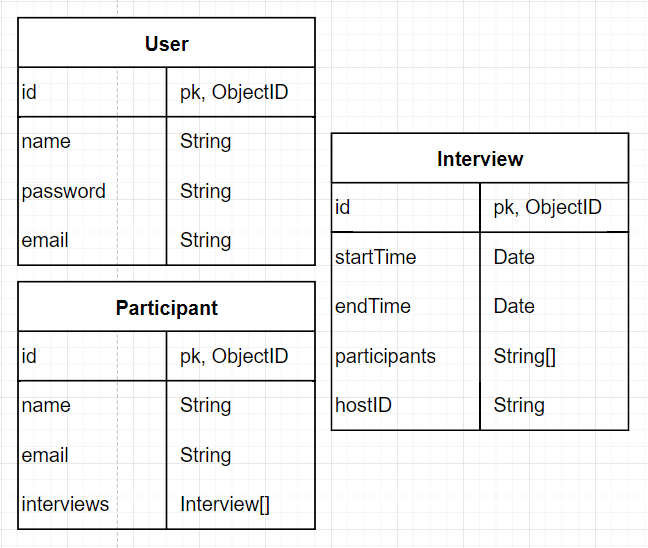 User
id pk, ObjectID
name String
password String
email String
Participant
id pk, ObjectID
name String
email String
interviews Interview[]
Interview
id pk, ObjectID
startTime Date
endTime Date
participants String[]
hostID String